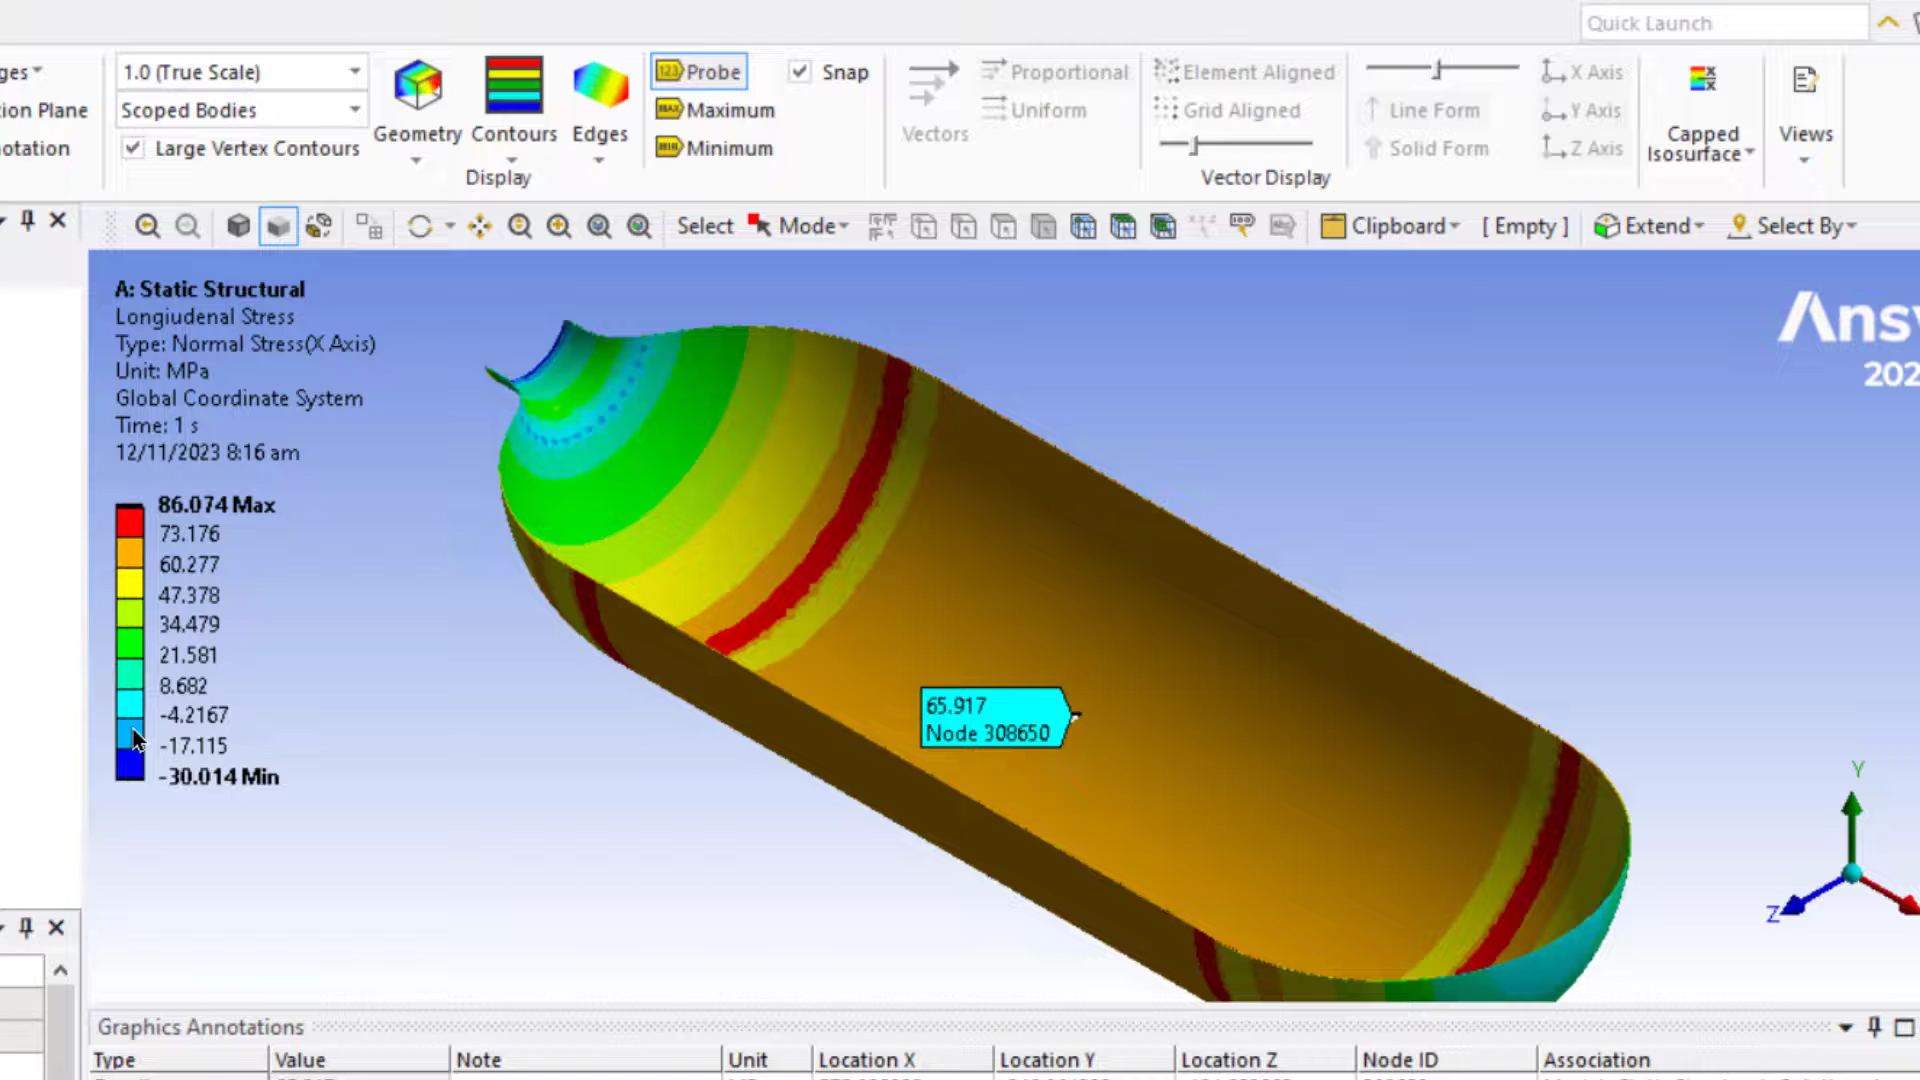 Quick Launch
ges
1.0 (True Scale)
Probe
Snap
Proportional
Element Aligned
X Axis
ion Plane
Scoped Bodies
Maximum
Uniform
Grid Aligned
Line Form
Y Axis
Geometry
Contours
Edges
Vectors
Capped
Isosurface
Views
otation
Large Vertex Contours
Minimum
Solid Form
Z Axis
Display
Vector Display
Select
Mode
Clipboard
[ Empty ]
Extend
Select By
A: Static Structural
Longiudenal Stress
Type: Normal Stress(X Axis)
Unit: MPa
Global Coordinate System
Time: 1 s
12/11/2023 8:16 am
Ansy
202
86.074 Max
73.176
60.277
47.378
34.479
21.581
8.682
-4.2167
-17.115
-30.014 Min
65.917
Node 308650
Y
Z
Graphics Annotations
Type
Value
Note
Unit
Location X
Location Y
Location Z
Node ID
Association